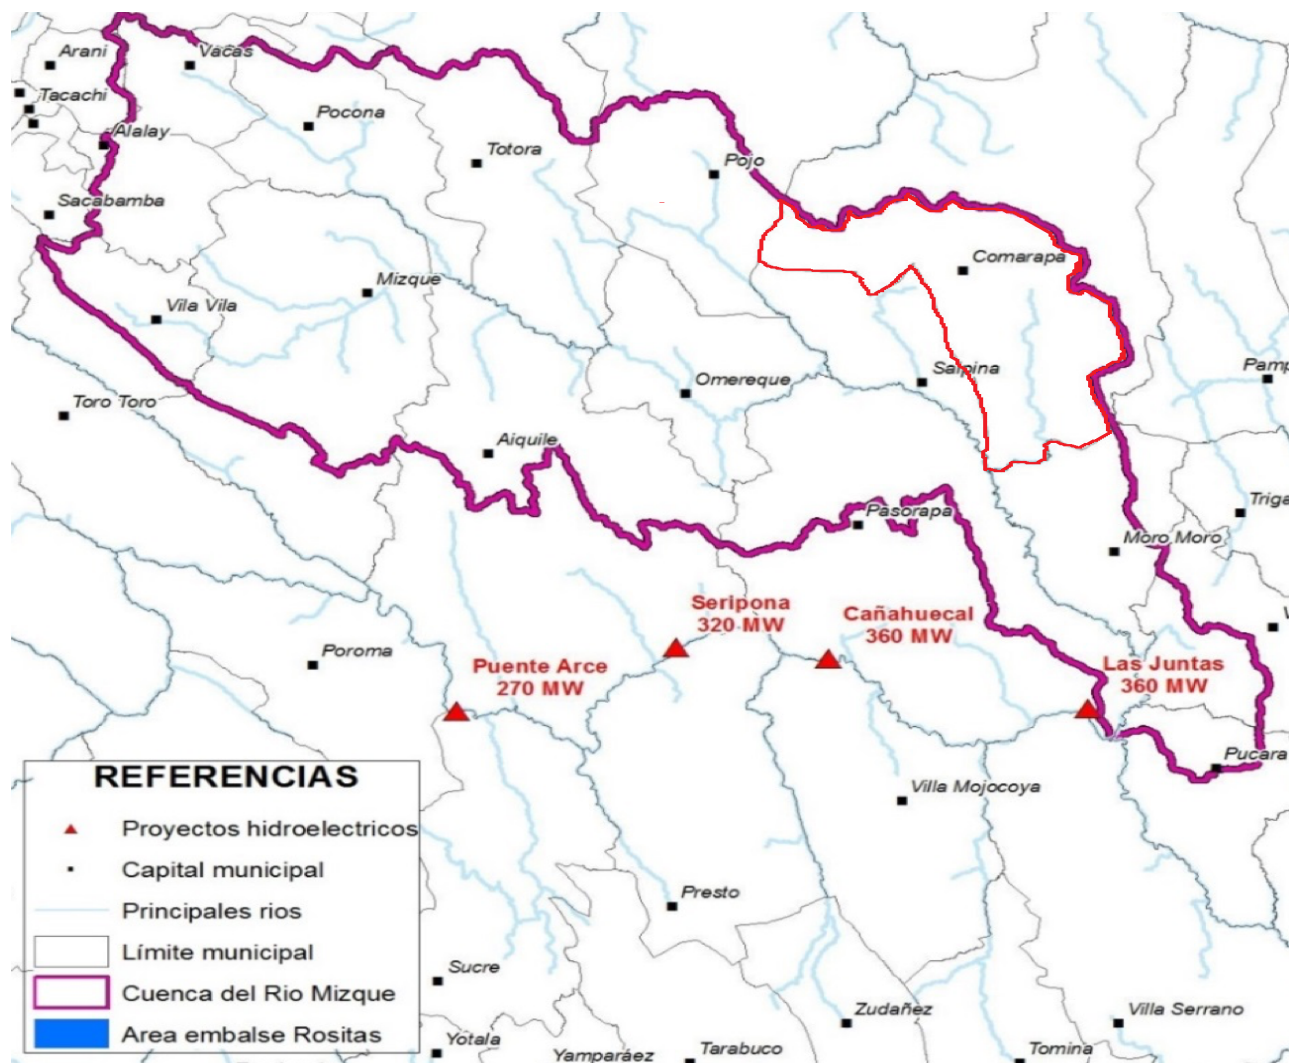 Arani
Vacas
Tacachi
Pocona
Alalay
Totora
Pojo
Sacabamba
Comarapa
Mizque
Vila Vila
Saipina
Omereque
Toro Toro
Aiquile
Pasorapa
Moro Moro
Seripona
320 MW
Cañahuecal
360 MW
Poroma
Puente Arce
270 MW
Las Juntas
360 MW
Pucara
Villa Mojocoya
Presto
Sucre
Zudañez
Villa Serrano
Yotala
Yamparáez
Tarabuco
Tomina
REFERENCIAS
Proyectos hidroelectricos
Capital municipal
Principales rios
Límite municipal
Cuenca del Rio Mizque
Area embalse Rositas